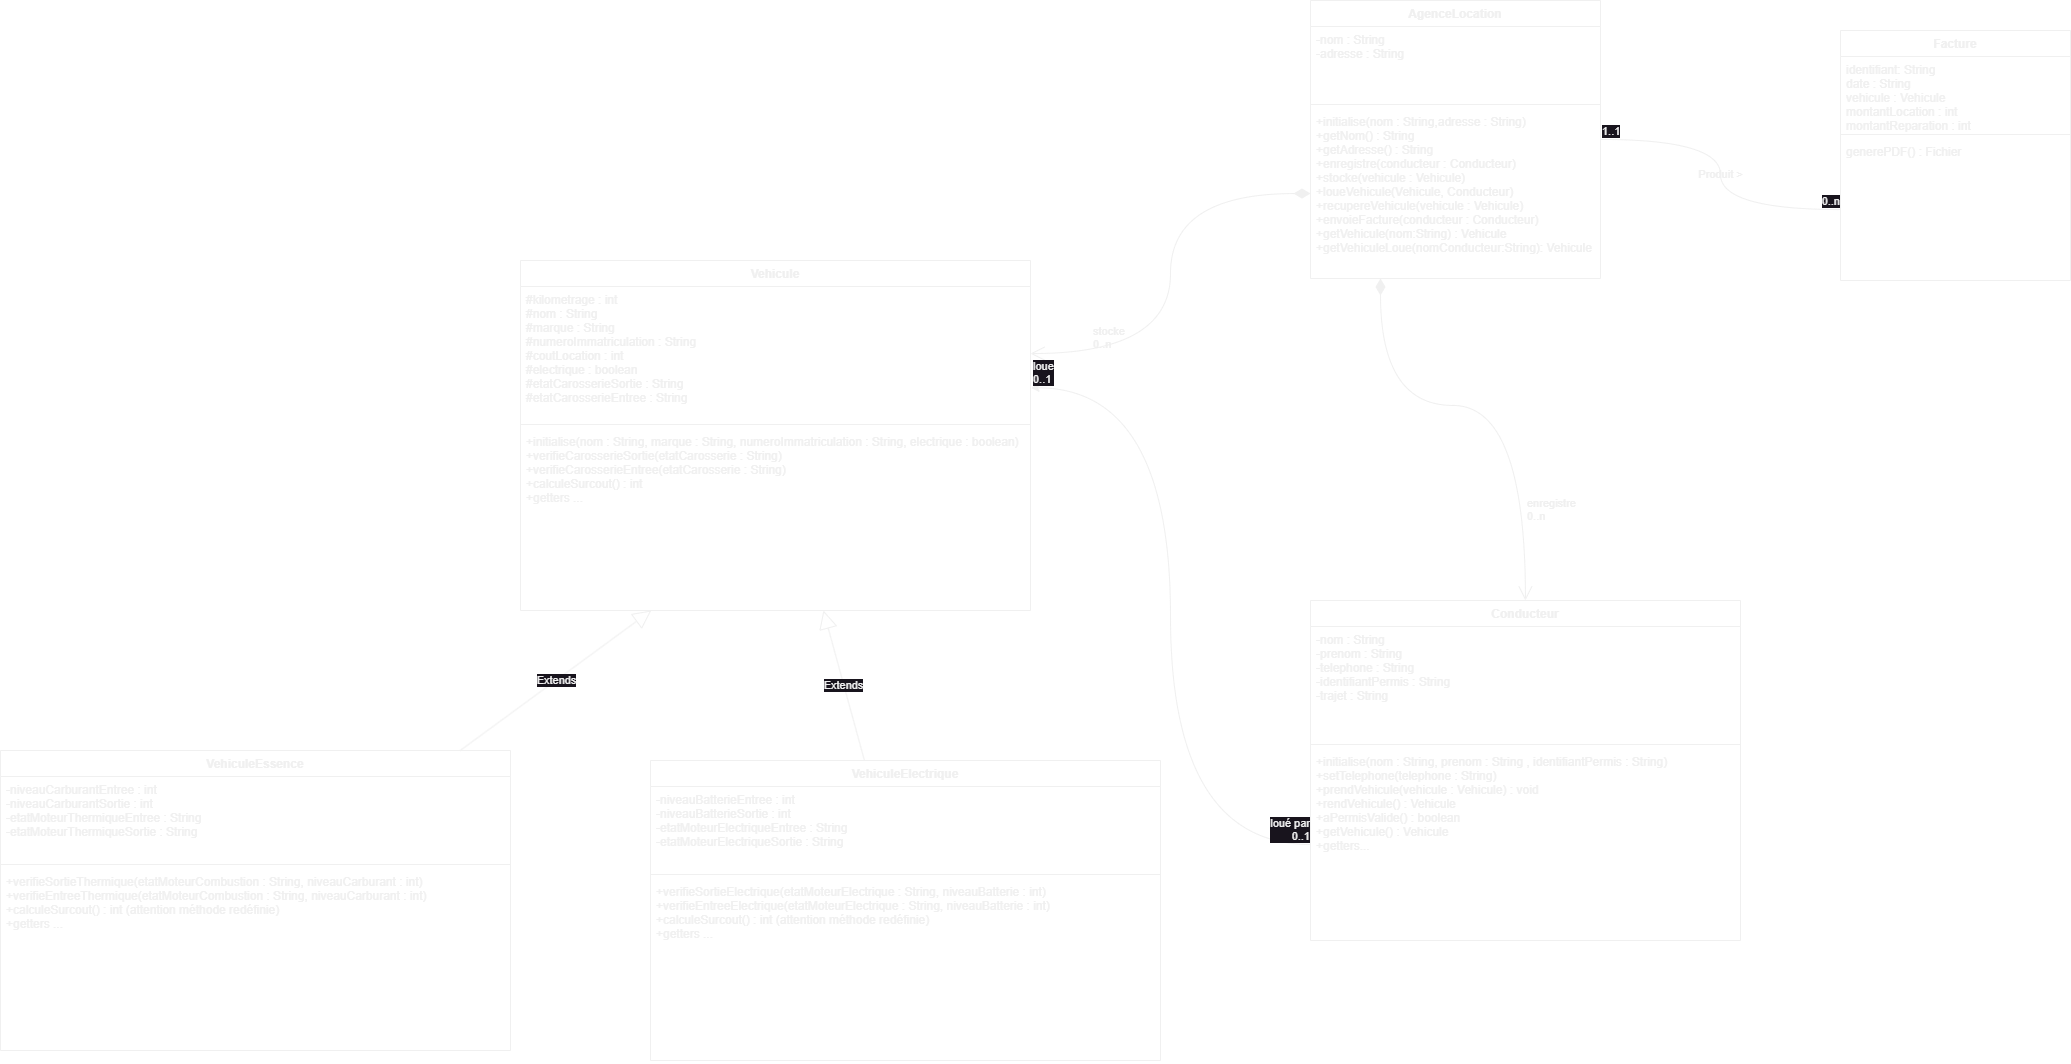 AgenceLocation
-nom : String
-adresse : String
+initialise(nom : String,adresse : String)
+getNom() : String
+getAdresse() : String
+enregistre(conducteur : Conducteur)
+stocke(vehicule : Vehicule)
+loueVehicule(Vehicule, Conducteur)
+recupereVehicule(vehicule : Vehicule)
+envoieFacture(conducteur : Conducteur)
+getVehicule(nom:String) : Vehicule
+getVehiculeLoue(nomConducteur:String): Vehicule
Facture
identifiant: String
date : String
vehicule : Vehicule
montantLocation : int
montantReparation : int
generePDF() : Fichier
1..1
Produit >
0..n
Vehicule
#kilometrage : int
#nom : String
#marque : String
#numeroImmatriculation : String
#coutLocation : int
#electrique : boolean
#etatCarosserieSortie : String
#etatCarosserieEntree : String
+initialise(nom : String, marque : String, numeroImmatriculation : String, electrique : boolean)
+verifieCarosserieSortie(etatCarosserie : String)
+verifieCarosserieEntree(etatCarosserie : String)
+calculeSurcout() : int
+getters ...
stocke
0..n
loue
0..1
enregistre
0..n
Conducteur
-nom : String
-prenom : String
-telephone : String
-identifiantPermis : String
-trajet : String
+initialise(nom : String, prenom : String , identifiantPermis : String)
+setTelephone(telephone : String)
+prendVehicule(vehicule : Vehicule) : void
+rendVehicule() : Vehicule
+aPermisValide() : boolean
+getVehicule() : Vehicule
+getters...
loué par
0..1
Extends
Extends
VehiculeEssence
-niveauCarburantEntree : int
-niveauCarburantSortie : int
-etatMoteurThermiqueEntree : String
-etatMoteurThermiqueSortie : String
+verifieSortieThermique(etatMoteurCombustion : String, niveauCarburant : int)
+verifieEntreeThermique(etatMoteurCombustion : String, niveauCarburant : int)
+calculeSurcout() : int (attention méthode redéfinie)
+getters ...
VehiculeElectrique
-niveauBatterieEntree : int
-niveauBatterieSortie : int
-etatMoteurElectriqueEntree : String
-etatMoteurElectriqueSortie : String
+verifieSortieElectrique(etatMoteurElectrique : String, niveauBatterie : int)
+verifieEntreeElectrique(etatMoteurElectrique : String, niveauBatterie : int)
+calculeSurcout() : int (attention méthode redéfinie)
+getters ...